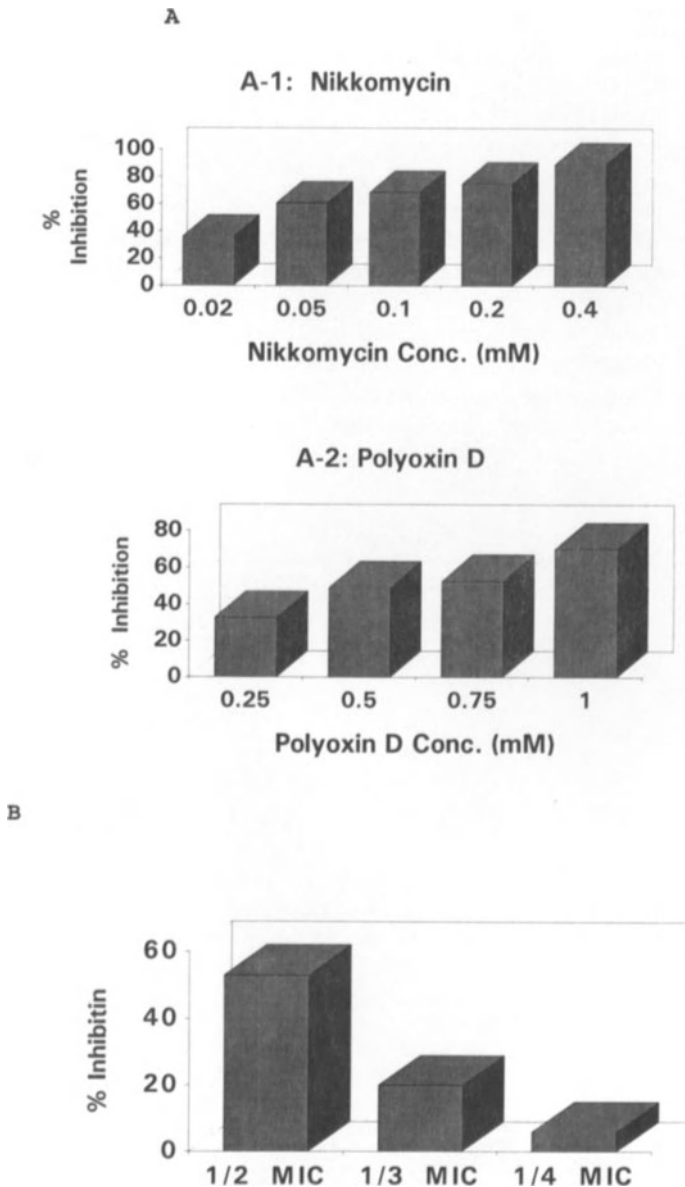 A
A-1: Nikkomycin
100
80
60
40
20
0
% Inhibition
0.02 0.05 0.1 0.2 0.4
Nikkomycin Conc. (mM)
A-2: Polyoxin D
80
60
40
20
0
% Inhibition
0.25 0.5 0.75 1
Polyoxin D Conc. (mM)
B
60
40
20
0
% Inhibitin
1/2 MIC 1/3 MIC 1/4 MIC